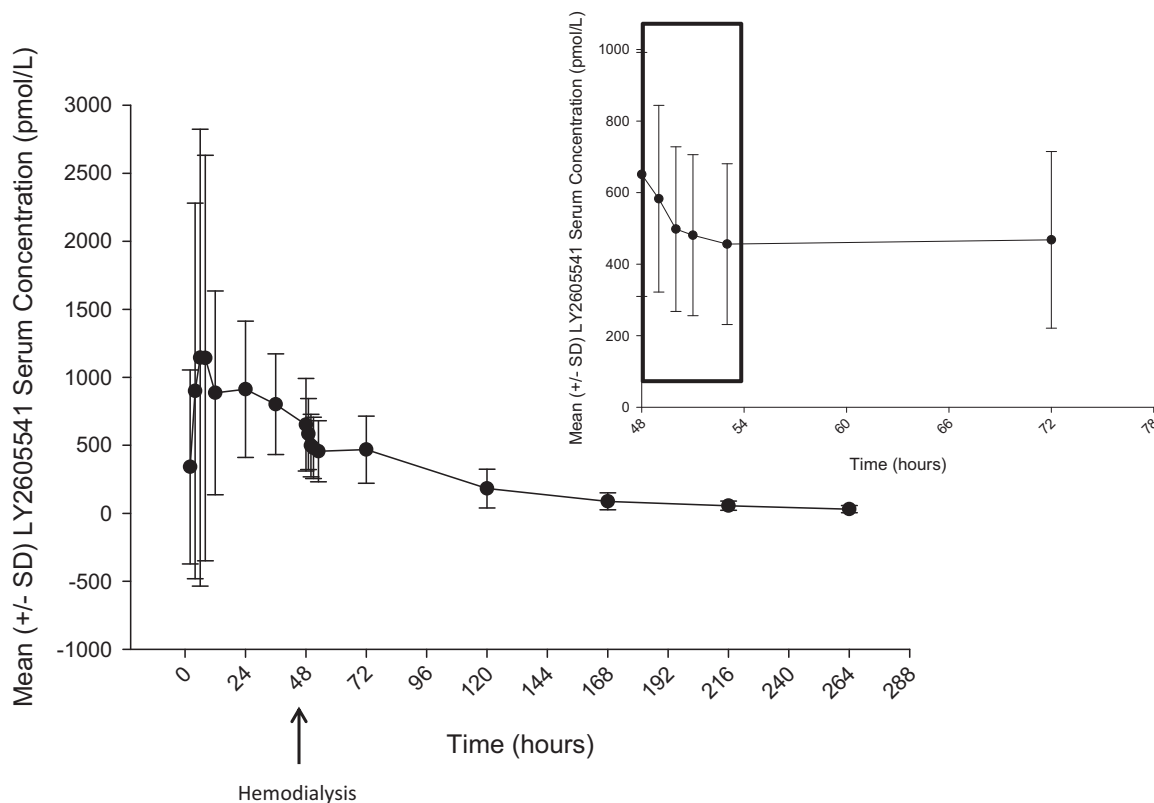 Mean (+/- SD) LY2605541 Serum Concentration (pmol/L)
3000
2500
2000
1500
1000
500
0
-500
-1000
0 24 48 72 96 120 144 168 192 216 240 264 288
Time (hours)
Hemodialysis
Mean (+/- SD) LY2605541 Serum Concentration (pmol/L)
1000
800
600
400
200
0
48 54 60 66 72 78
Time (hours)